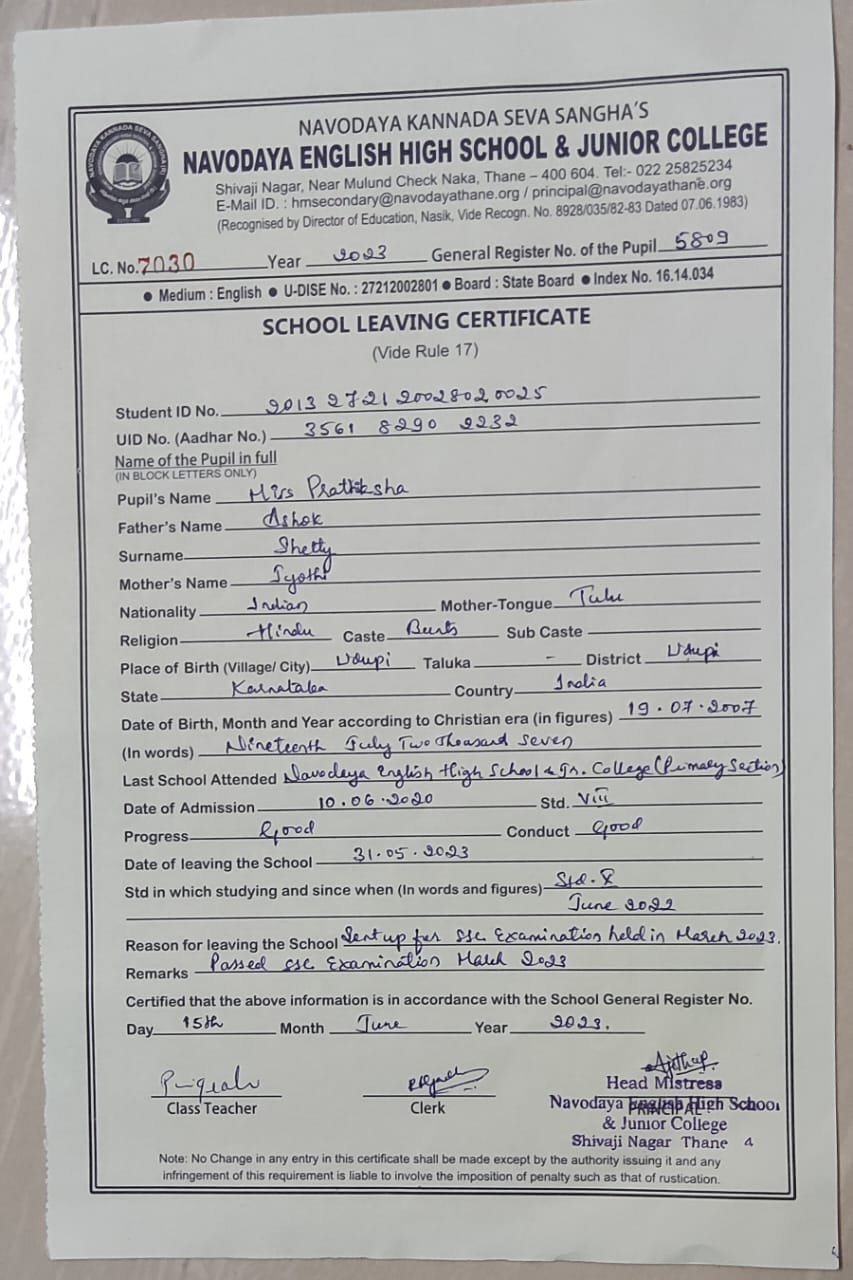 NAVODAYA KANNADA SEVA SANGHA'S
NAVODAYA ENGLISH HIGH SCHOOL & JUNIOR COLLEGE
Shivaji Nagar, Near Mulund Check Naka, Thane – 400 604. Tel:- 022 25825234
E-Mail ID. : hmsecondary@navodayathane.org / principal@navodayathane.org
(Recognised by Director of Education, Nasik, Vide Recogn. No. 8928/035/82-83 Dated 07.06.1983)
LC. No. 7030 Year 2023 General Register No. of the Pupil 5809
● Medium : English ● U-DISE No. : 27212002801 ● Board : State Board ● Index No. 16.14.034
SCHOOL LEAVING CERTIFICATE
(Vide Rule 17)
Student ID No. 2013 2721 2002802 0025
UID No. (Aadhar No.) 3561 8290 2232
Name of the Pupil in full
(IN BLOCK LETTERS ONLY)
Pupil's Name Miss Prathiksha
Father's Name Ashok
Surname Shetty
Mother's Name Jyothi
Nationality Indian Mother-Tongue Tulu
Religion Hindu Caste Bunts Sub Caste
Place of Birth (Village/ City) Udupi Taluka - District Udupi
State Karnataka Country India
Date of Birth, Month and Year according to Christian era (in figures) 19.07.2007
(In words) Nineteenth July Two Thousand Seven
Last School Attended Navodaya English High School & Jr. College (Primary Section)
Date of Admission 10.06.2020 Std. VIII
Progress Good Conduct Good
Date of leaving the School 31.05.2023
Std in which studying and since when (In words and figures) Std. X
June 2022
Reason for leaving the School Sent up for SSC Examination held in March 2023.
Remarks Passed SSC Examination March 2023
Certified that the above information is in accordance with the School General Register No.
Day 15th Month June Year 2023.
Class Teacher Clerk
Head Mistress
PRINCIPAL
Navodaya English High School
& Junior College
Shivaji Nagar Thane 4
Note: No Change in any entry in this certificate shall be made except by the authority issuing it and any
infringement of this requirement is liable to involve the imposition of penalty such as that of rustication.